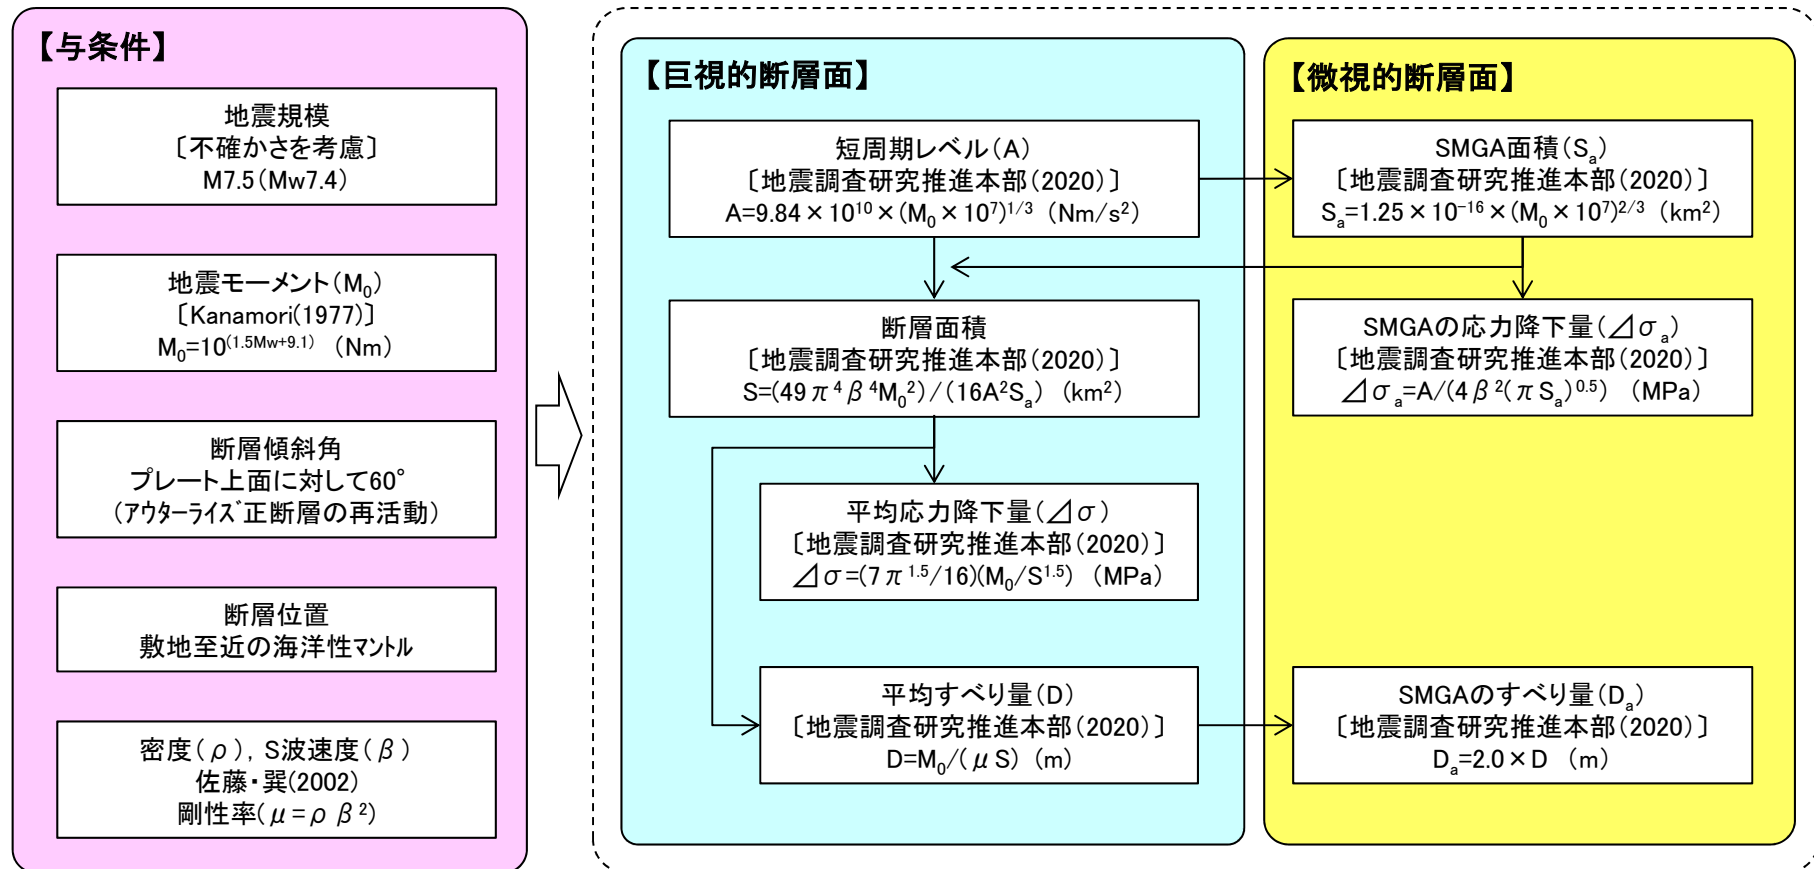 【与条件】
地震規模
〔不確かさを考慮〕
M7.5(Mw7.4)
地震モーメント(M₀)
〔Kanamori(1977)〕
M₀=10^(1.5Mw+9.1) (Nm)
断層傾斜角
プレート上面に対して60°
(アウターライズ正断層の再活動)
断層位置
敷地至近の海洋性マントル
密度(ρ),S波速度(β)
佐藤・巽(2002)
剛性率(μ=ρβ²)
【巨視的断層面】
短周期レベル(A)
〔地震調査研究推進本部(2020)〕
A=9.84×10¹⁰×(M₀×10⁷)^1/3 (Nm/s²)
断層面積
〔地震調査研究推進本部(2020)〕
S=(49π⁴β⁴M₀²)/(16A²Sₐ) (km²)
平均応力降下量(⊿σ)
〔地震調査研究推進本部(2020)〕
⊿σ=(7π^1.5/16)(M₀/S^1.5) (MPa)
平均すべり量(D)
〔地震調査研究推進本部(2020)〕
D=M₀/(μS) (m)
【微視的断層面】
SMGA面積(Sₐ)
〔地震調査研究推進本部(2020)〕
Sₐ=1.25×10⁻¹⁶×(M₀×10⁷)^2/3 (km²)
SMGAの応力降下量(⊿σₐ)
〔地震調査研究推進本部(2020)〕
⊿σₐ=A/(4β²(πSₐ)^0.5) (MPa)
SMGAのすべり量(Dₐ)
〔地震調査研究推進本部(2020)〕
Dₐ=2.0×D (m)